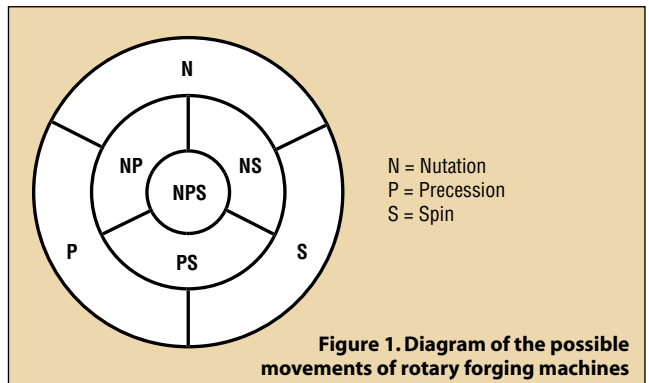 N
NP
NS
NPS
P
PS
S
N = Nutation
P = Precession
S = Spin
Figure 1. Diagram of the possible
movements of rotary forging machines